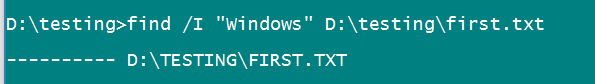 D:\testing>find /I "Windows" D:\testing\first.txt
---------- D:\TESTING\FIRST.TXT